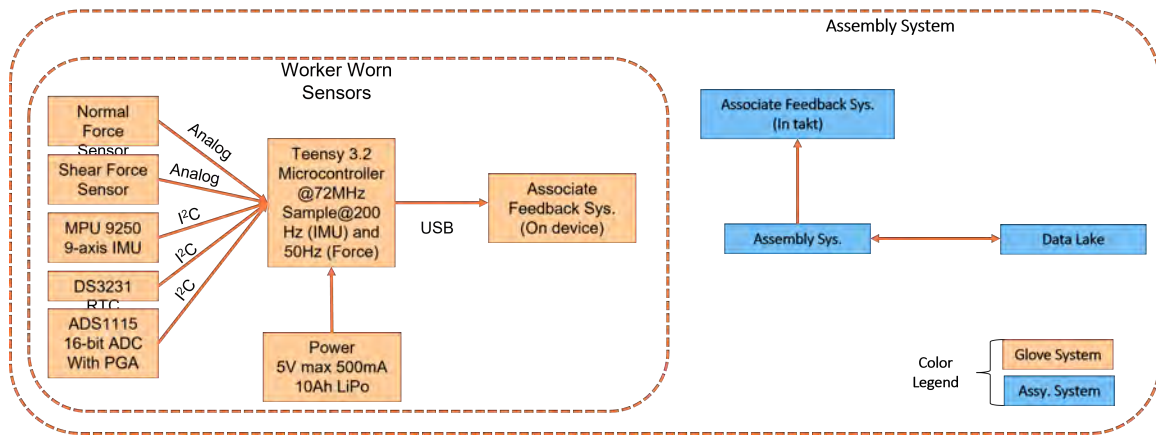 Assembly System
Worker Worn
Sensors
Normal
Force
Sensor
Shear Force
Sensor
MPU 9250
9-axis IMU
DS3231
RTC
ADS1115
16-bit ADC
With PGA
Analog
Analog
I²C
I²C
I²C
Teensy 3.2
Microcontroller
@72MHz
Sample@200
Hz (IMU) and
50Hz (Force)
USB
Associate
Feedback Sys.
(On device)
Power
5V max 500mA
10Ah LiPo
Associate Feedback Sys.
(In takt)
Assembly Sys.
Data Lake
Color
Legend
Glove System
Assy. System